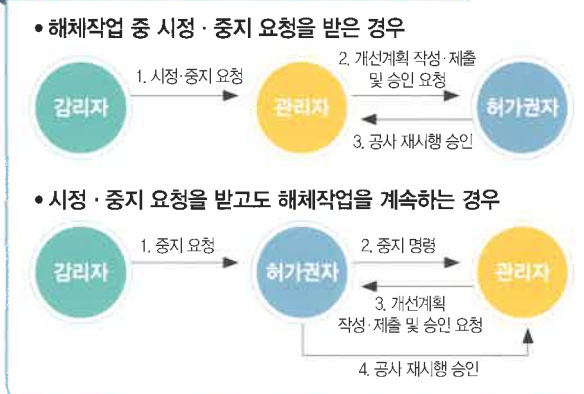 • 해체작업 중 시정 · 중지 요청을 받은 경우
감리자
1. 시정·중지 요청
관리자
2. 개선계획 작성·제출
및 승인 요청
3. 공사 재시행 승인
허가권자
• 시정 · 중지 요청을 받고도 해체작업을 계속하는 경우
감리자
1. 중지 요청
허가권자
2. 중지 명령
3. 개선계획
작성·제출 및 승인 요청
관리자
4. 공사 재시행 승인